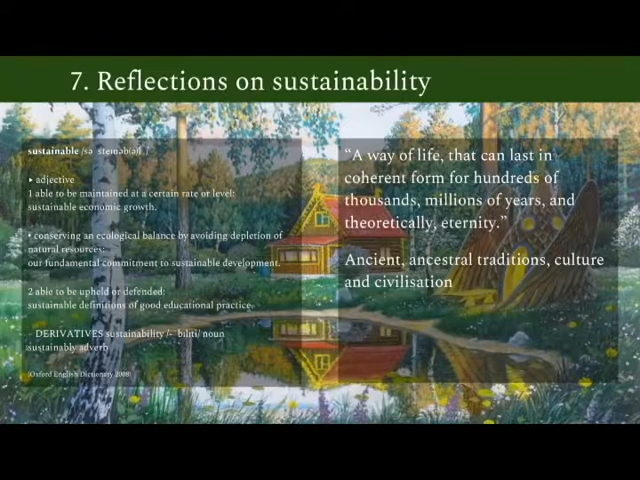 7. Reflections on sustainability
sustainable /sə steɪnəb(ə)l
▸ adjective
1 able to be maintained at a certain rate or level:
sustainable economic growth.
• conserving an ecological balance by avoiding depletion of
natural resources:
our fundamental commitment to sustainable development.
2 able to be upheld or defended:
sustainable definitions of good educational practice.
– DERIVATIVES sustainability /- bɪlɪti/ noun
sustainably adverb
(Oxford English Dictionary 2008)
“A way of life, that can last in
coherent form for hundreds of
thousands, millions of years, and
theoretically, eternity.”
Ancient, ancestral traditions, culture
and civilisation